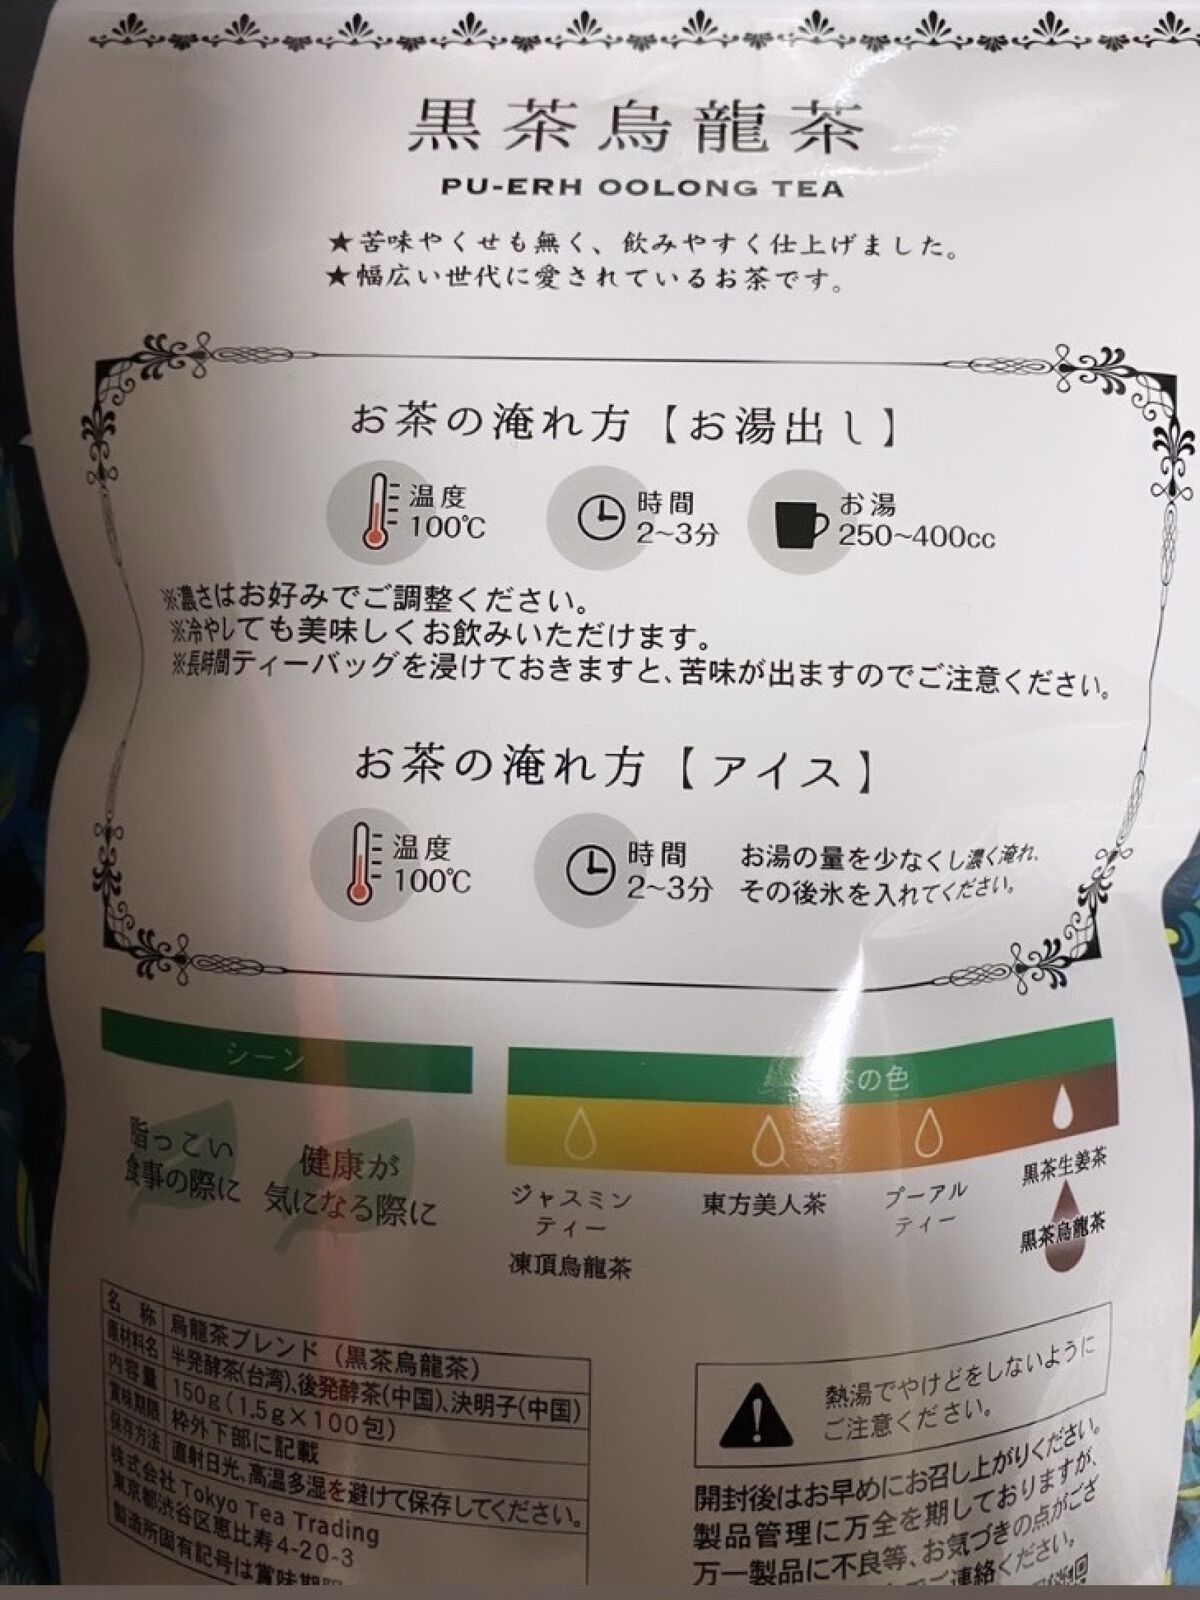 黒茶烏龍茶
PU-ERH OOLONG TEA
★苦味やくせも無く、飲みやすく仕上げました。
★幅広い世代に愛されているお茶です。
お茶の淹れ方【お湯出し】
温度
100℃
時間
2~3分
お湯
250~400cc
※濃さはお好みでご調整ください。
※冷やしても美味しくお飲みいただけます。
※長時間ティーバッグを浸けておきますと、苦味が出ますのでご注意ください。
お茶の淹れ方【アイス】
温度
100℃
時間
2~3分
お湯の量を少なくし濃く淹れ、
その後氷を入れてください。
シーン
脂っこい
食事の際に
健康が
気になる際に
茶の色
ジャスミン
ティー
凍頂烏龍茶
東方美人茶
プーアル
ティー
黒茶生姜茶
黒茶烏龍茶
名称 烏龍茶ブレンド（黒茶烏龍茶）
原材料名 半発酵茶(台湾)、後発酵茶(中国)、決明子(中国)
内容量 150g(1.5g×100包)
賞味期限 枠外下部に記載
保存方法 直射日光、高温多湿を避けて保存してください。
株式会社 Tokyo Tea Trading
東京都渋谷区恵比寿4-20-3
製造所固有記号は賞味期限
熱湯でやけどをしないように
ご注意ください。
開封後はお早めにお召し上がりください。
製品管理に万全を期しておりますが、
万一製品に不良等、お気づきの点がござ
ご連絡ください。